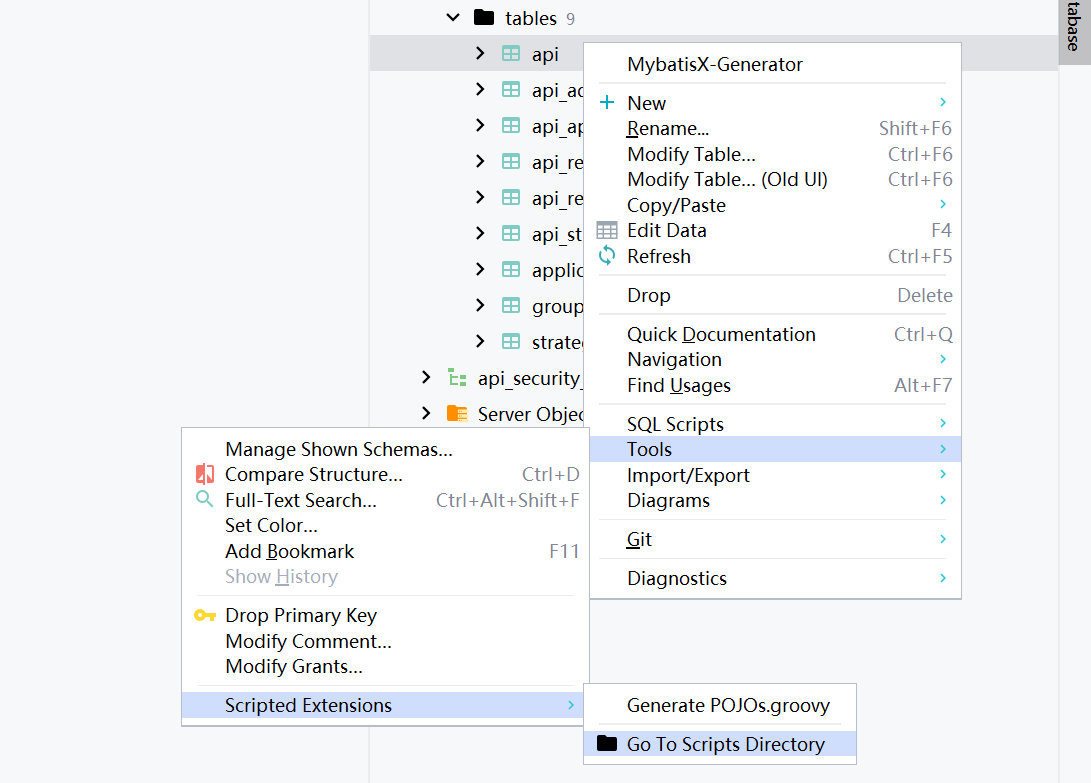 tables 9
tabase
api
api_ac
api_ap
api_re
api_re
api_st
applic
group
strate
api_security_
Server Objec
MybatisX-Generator
New
Rename... Shift+F6
Modify Table... Ctrl+F6
Modify Table... (Old UI) Ctrl+F6
Copy/Paste
Edit Data F4
Refresh Ctrl+F5
Drop Delete
Quick Documentation Ctrl+Q
Navigation
Find Usages Alt+F7
SQL Scripts
Tools
Import/Export
Diagrams
Git
Diagnostics
Manage Shown Schemas...
Compare Structure... Ctrl+D
Full-Text Search... Ctrl+Alt+Shift+F
Set Color...
Add Bookmark F11
Show History
Drop Primary Key
Modify Comment...
Modify Grants...
Scripted Extensions
Generate POJOs.groovy
Go To Scripts Directory